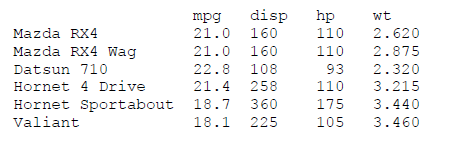 mpg disp hp wt
Mazda RX4 21.0 160 110 2.620
Mazda RX4 Wag 21.0 160 110 2.875
Datsun 710 22.8 108 93 2.320
Hornet 4 Drive 21.4 258 110 3.215
Hornet Sportabout 18.7 360 175 3.440
Valiant 18.1 225 105 3.460